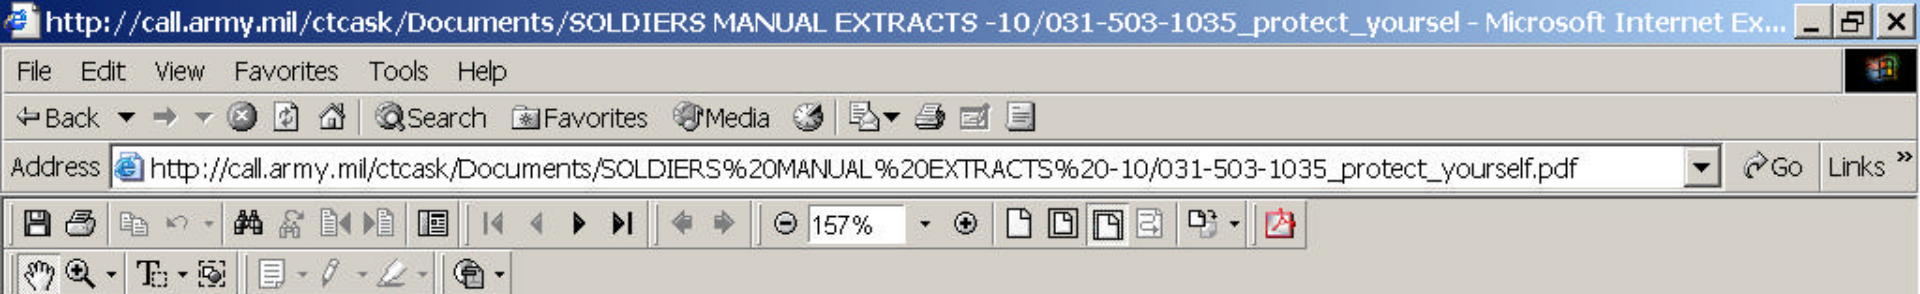 http://call.army.mil/ctcask/Documents/SOLDIERS MANUAL EXTRACTS -10/031-503-1035_protect_yoursel - Microsoft Internet Ex...
File Edit View Favorites Tools Help
Back Search Favorites Media
Address http://call.army.mil/ctcask/Documents/SOLDIERS%20MANUAL%20EXTRACTS%20-10/031-503-1035_protect_yourself.pdf Go Links »
157%